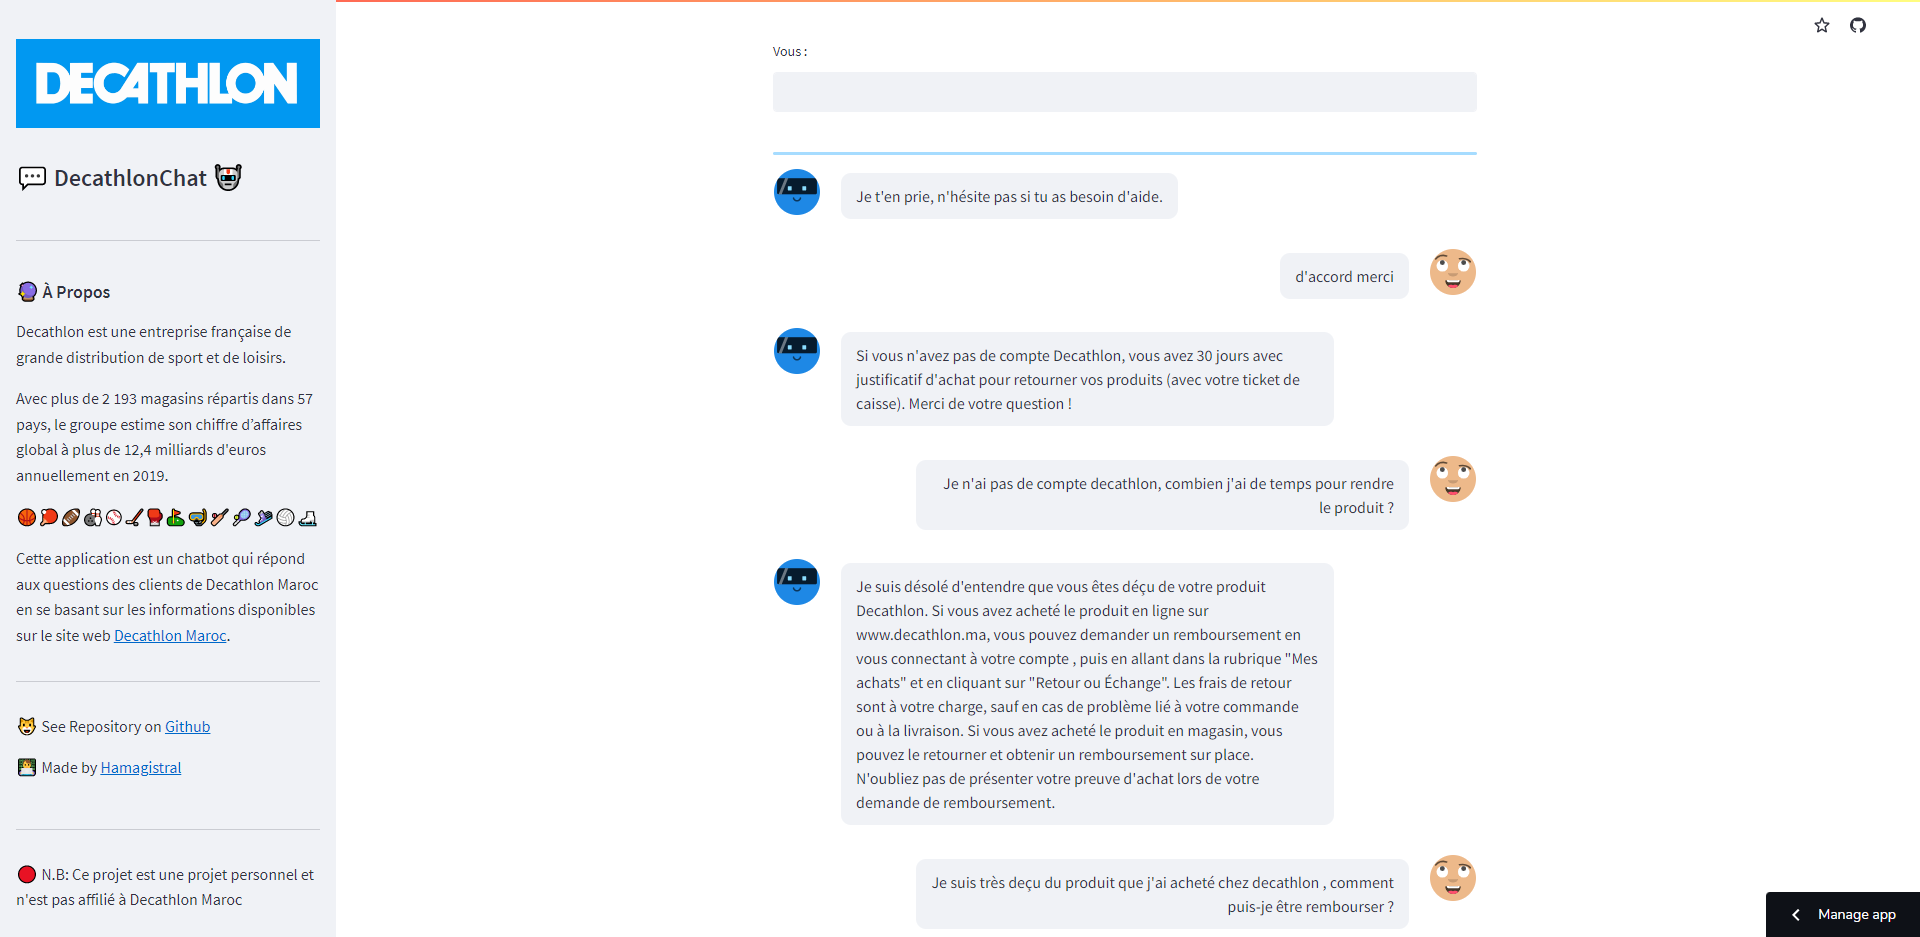 DECATHLON
DecathlonChat
À Propos
Decathlon est une entreprise française de
grande distribution de sport et de loisirs.
Avec plus de 2 193 magasins répartis dans 57
pays, le groupe estime son chiffre d’affaires
global à plus de 12,4 milliards d'euros
annuellement en 2019.
Cette application est un chatbot qui répond
aux questions des clients de Decathlon Maroc
en se basant sur les informations disponibles
sur le site web Decathlon Maroc.
See Repository on Github
Made by Hamagistral
N.B: Ce projet est une projet personnel et
n'est pas affilié à Decathlon Maroc
Vous :
Je t'en prie, n'hésite pas si tu as besoin d'aide.
d'accord merci
Si vous n'avez pas de compte Decathlon, vous avez 30 jours avec
justificatif d'achat pour retourner vos produits (avec votre ticket de
caisse). Merci de votre question !
Je n'ai pas de compte decathlon, combien j'ai de temps pour rendre
le produit ?
Je suis désolé d'entendre que vous êtes déçu de votre produit
Decathlon. Si vous avez acheté le produit en ligne sur
www.decathlon.ma, vous pouvez demander un remboursement en
vous connectant à votre compte , puis en allant dans la rubrique "Mes
achats" et en cliquant sur "Retour ou Échange". Les frais de retour
sont à votre charge, sauf en cas de problème lié à votre commande
ou à la livraison. Si vous avez acheté le produit en magasin, vous
pouvez le retourner et obtenir un remboursement sur place.
N'oubliez pas de présenter votre preuve d'achat lors de votre
demande de remboursement.
Je suis très deçu du produit que j'ai acheté chez decathlon , comment
puis-je être rembourser ?
Manage app